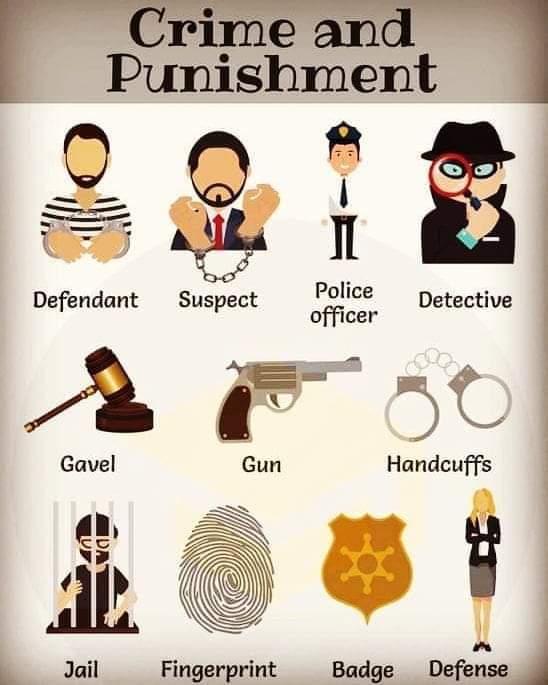 Crime and
Punishment
Defendant
Suspect
Police
officer
Detective
Gavel
Gun
Handcuffs
Jail
Fingerprint
Badge
Defense